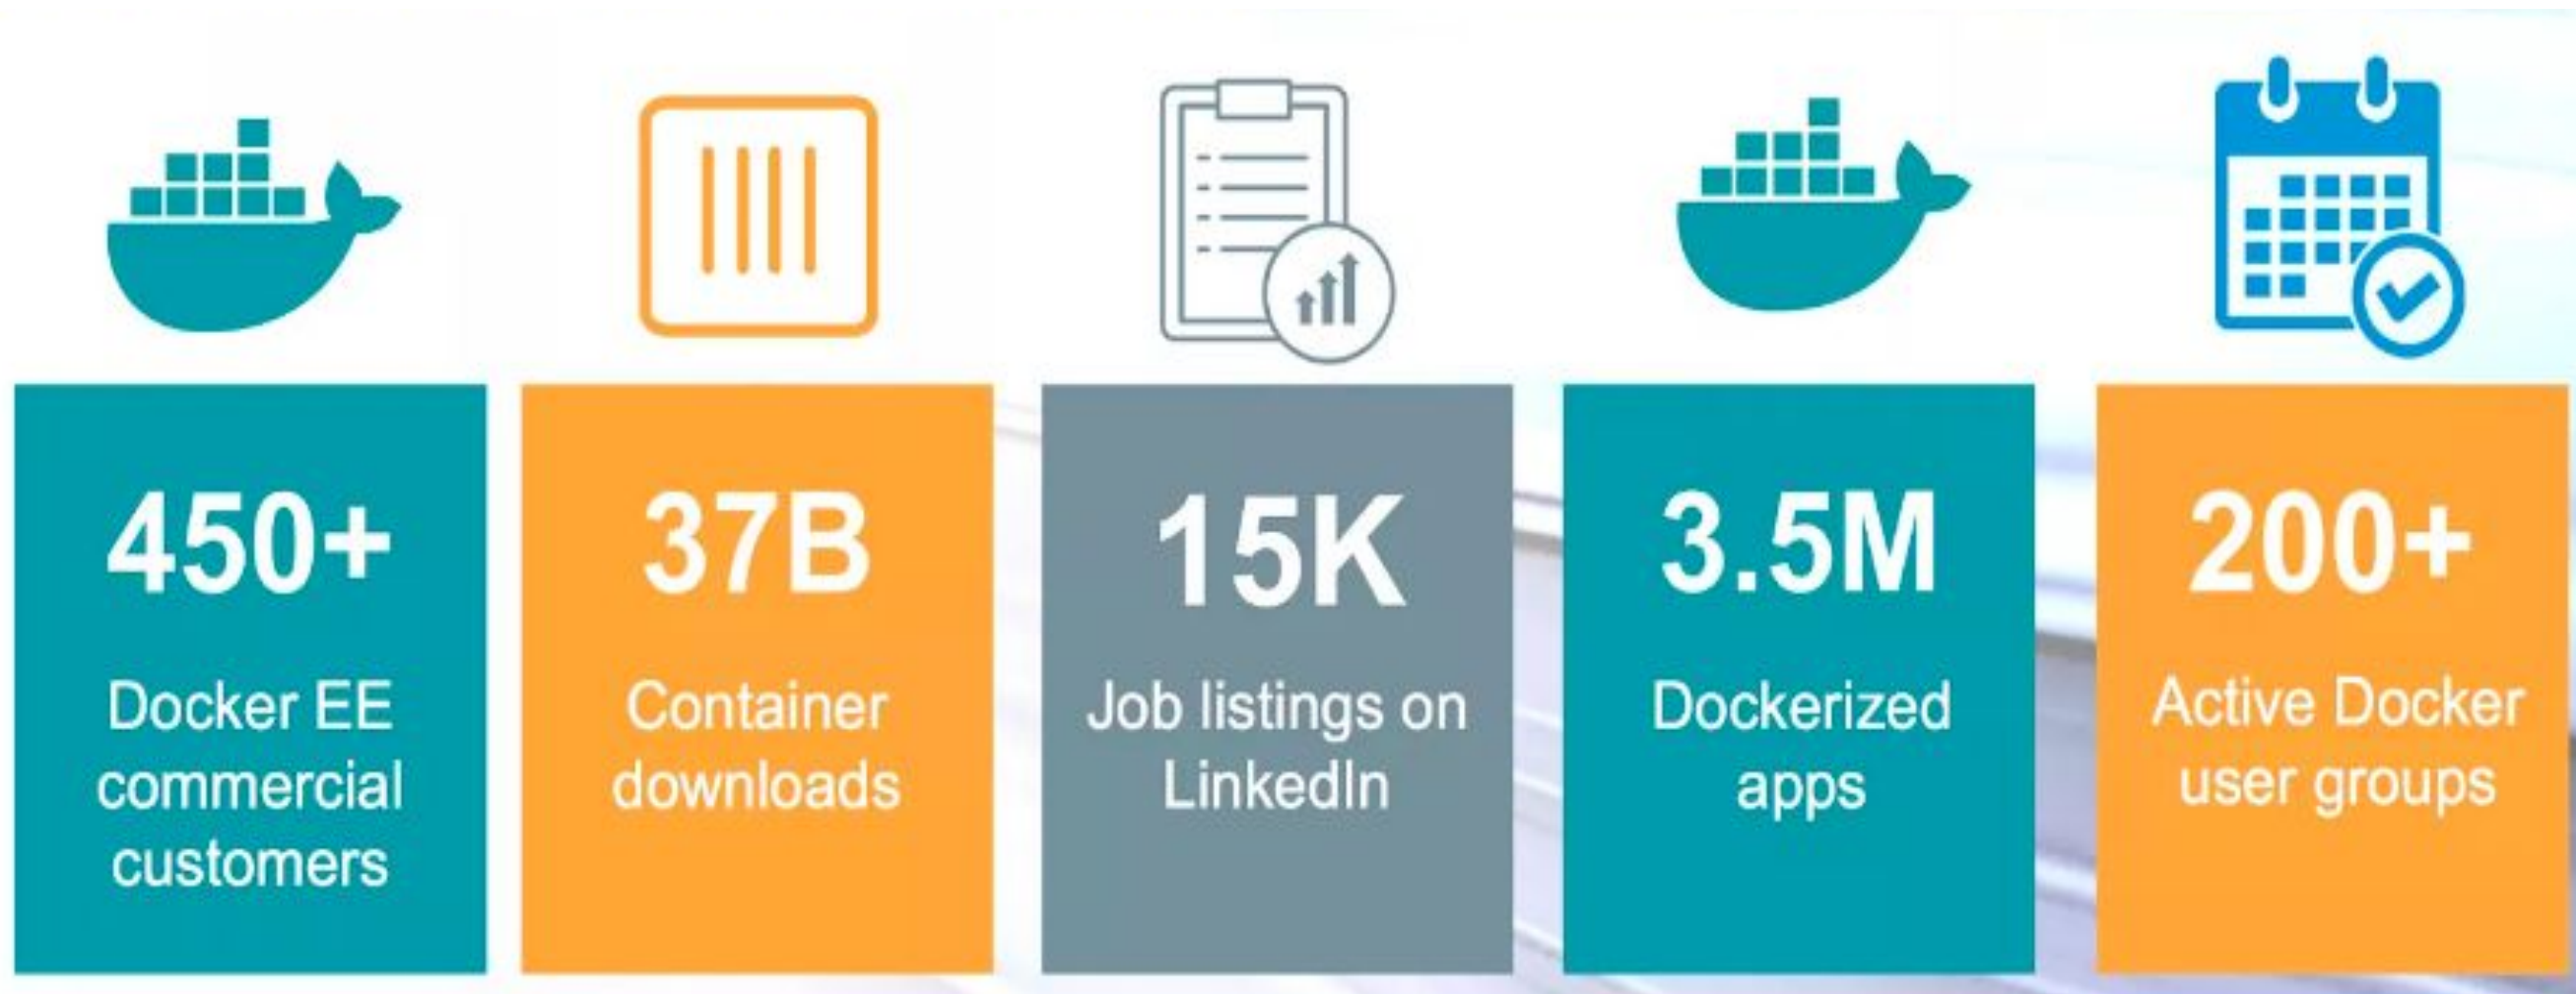 450+
Docker EE
commercial
customers
37B
Container
downloads
15K
Job listings on
LinkedIn
3.5M
Dockerized
apps
200+
Active Docker
user groups